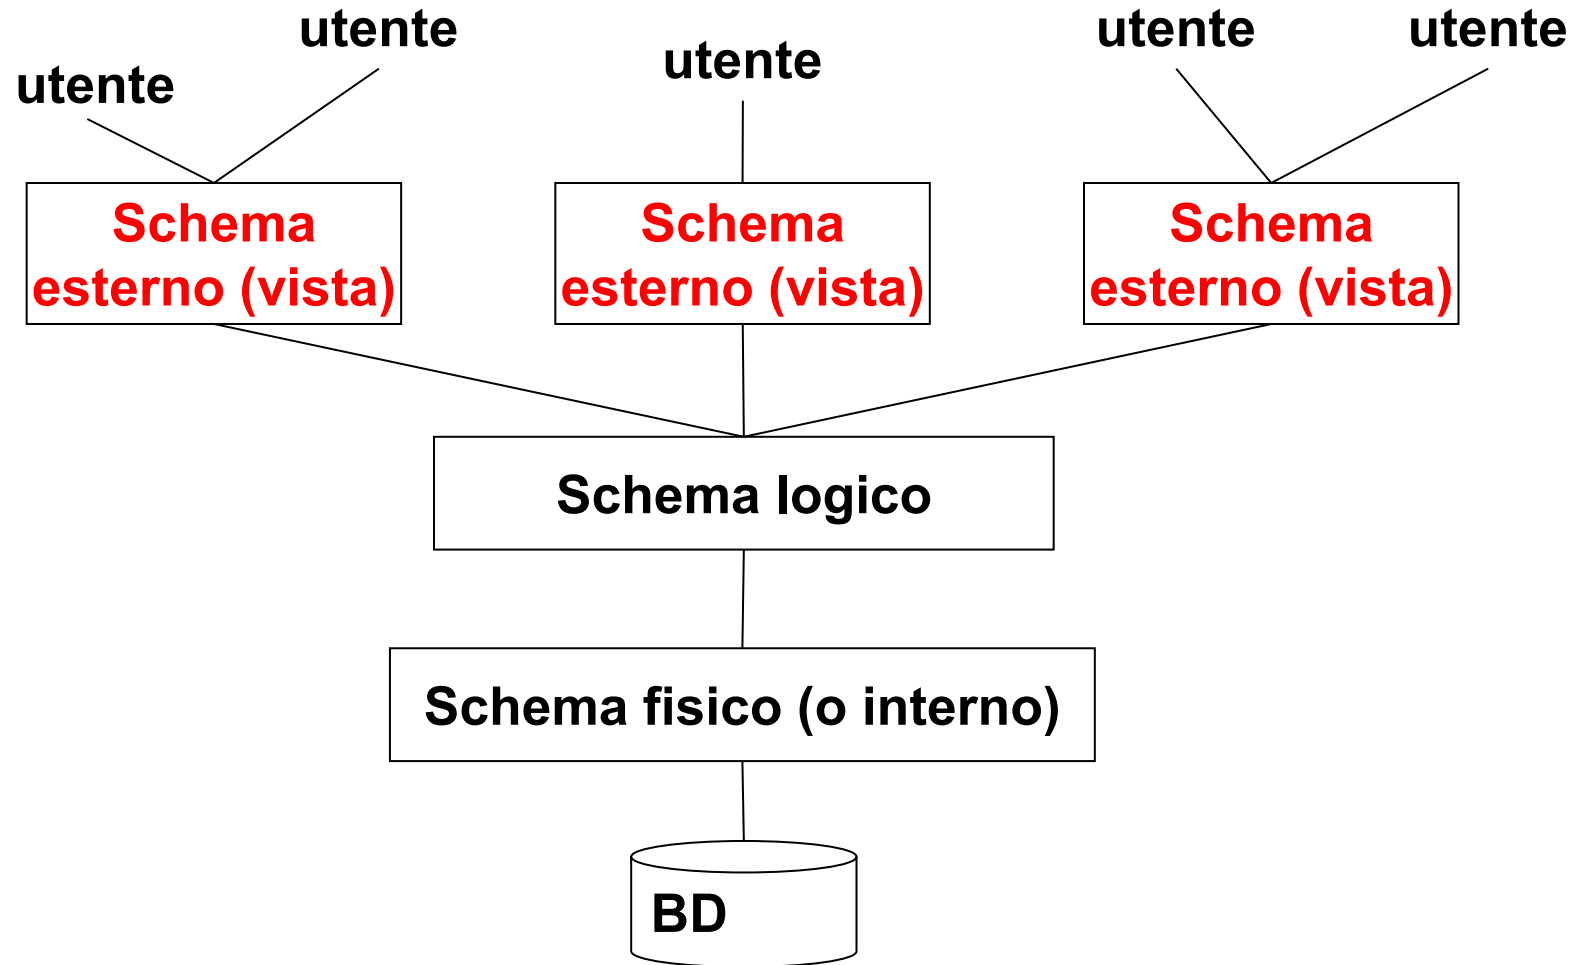 utente
utente
utente
utente
utente
Schema
esterno (vista)
Schema
esterno (vista)
Schema
esterno (vista)
Schema logico
Schema fisico (o interno)
BD